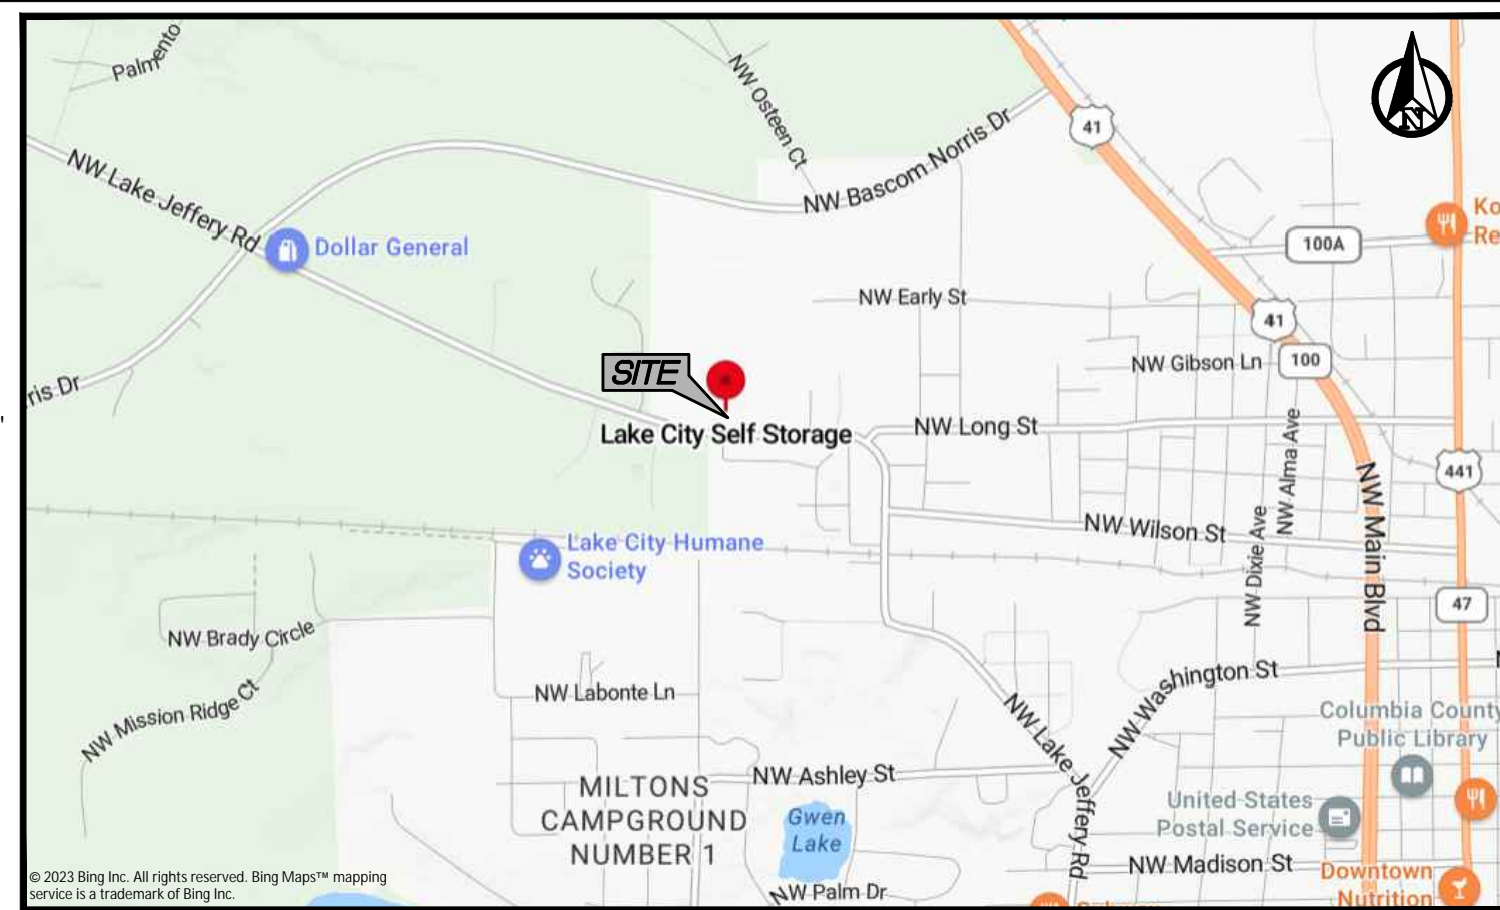 Palmento
NW Osteen Ct
41
N
NW Bascom Norris Dr
NW Lake Jeffery Rd
Dollar General
100A
Ko
Re
NW Early St
41
NW Gibson Ln
100
SITE
ris Dr
Lake City Self Storage
NW Long St
NW Alma Ave
441
NW Main Blvd
NW Wilson St
NW Dixie Ave
Lake City Humane
Society
47
NW Brady Circle
NW Washington St
NW Mission Ridge Ct
NW Labonte Ln
NW Lake Jeffery Rd
Columbia County
Public Library
NW Ashley St
MILTONS
CAMPGROUND
NUMBER 1
Gwen
Lake
United States
Postal Service
NW Madison St
Downtown
Nutrition
NW Palm Dr
© 2023 Bing Inc. All rights reserved. Bing Maps™ mapping
service is a trademark of Bing Inc.